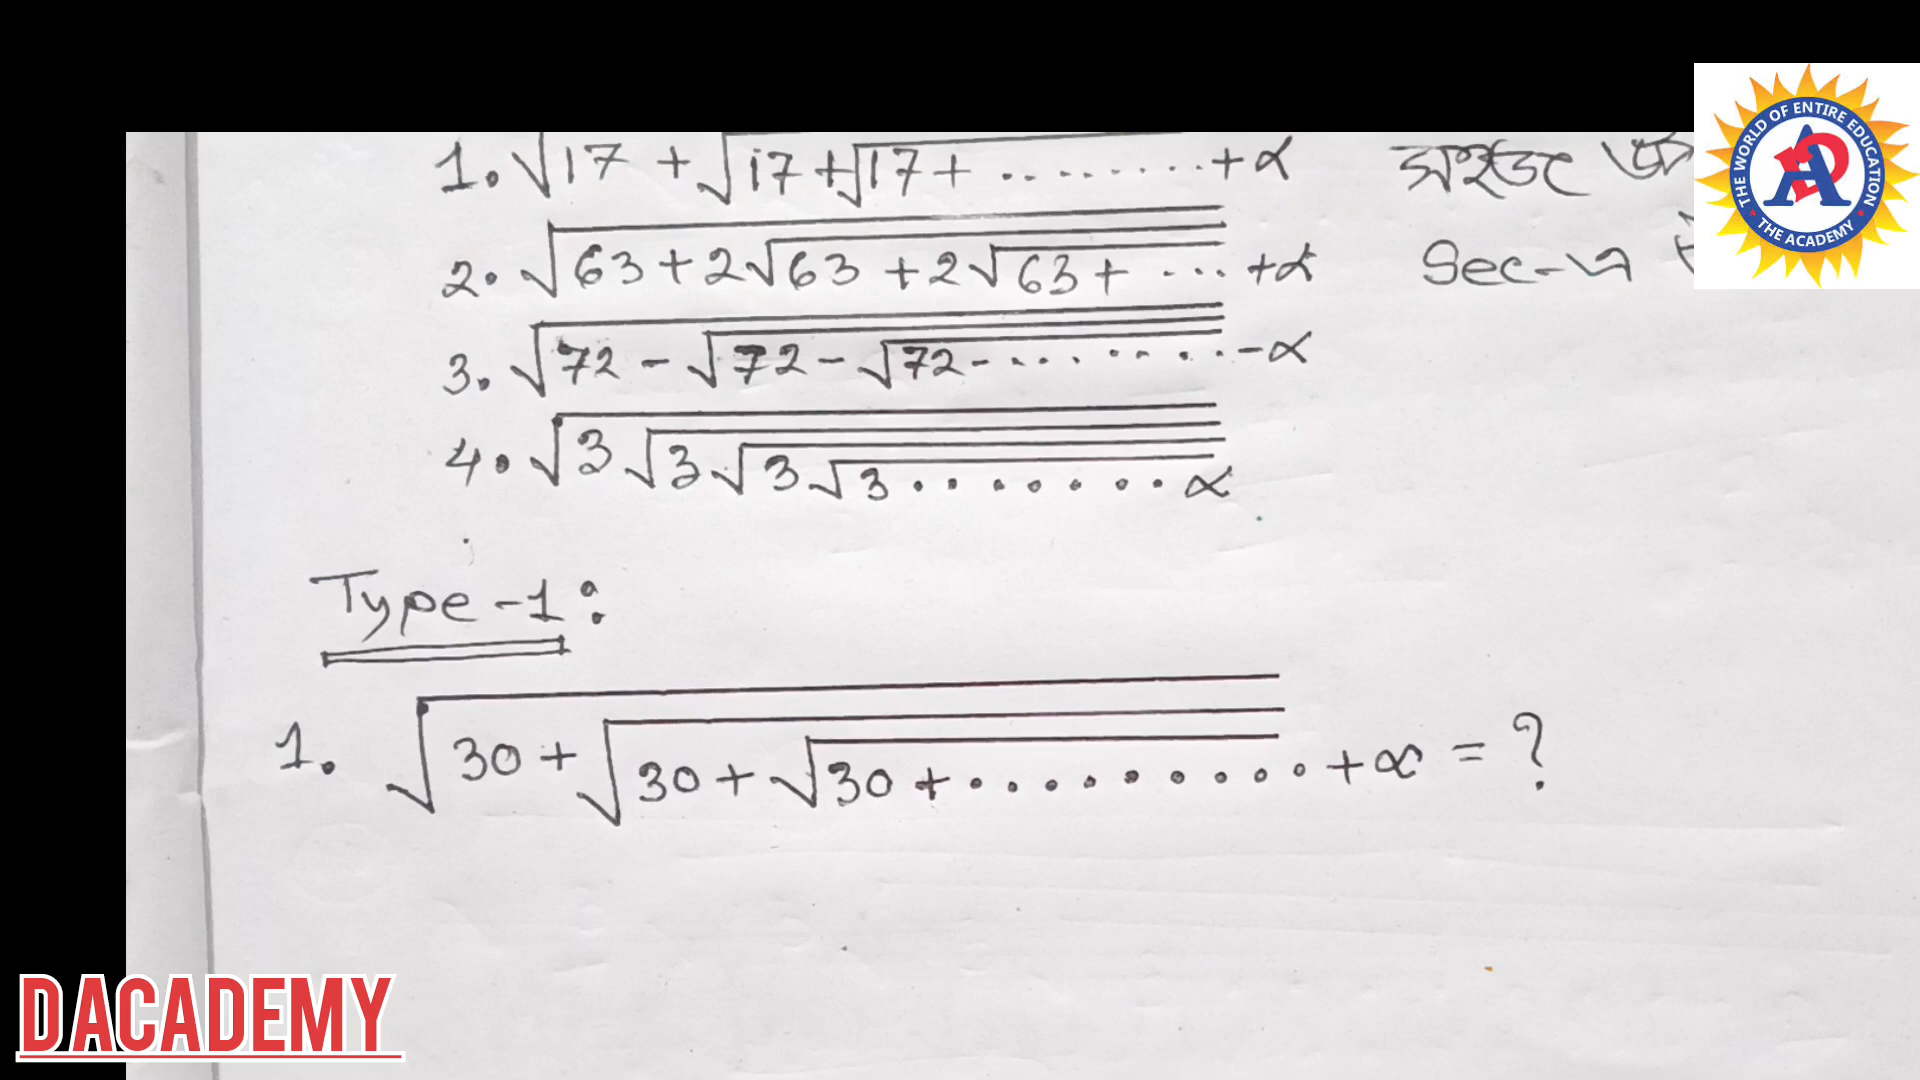 1. √17 + √17 + √17 + ........ + α
2. √63 + 2√63 + 2√63 + .... + α
3. √72 - √72 - √72 - ........ - α
4. √3√3√3√3 ....... α
Sec-এ
Type-1:
1. √30 + √30 + √30 + .......... + α = ?
THE WORLD OF ENTIRE EDUCATION
THE ACADEMY
DACADEMY